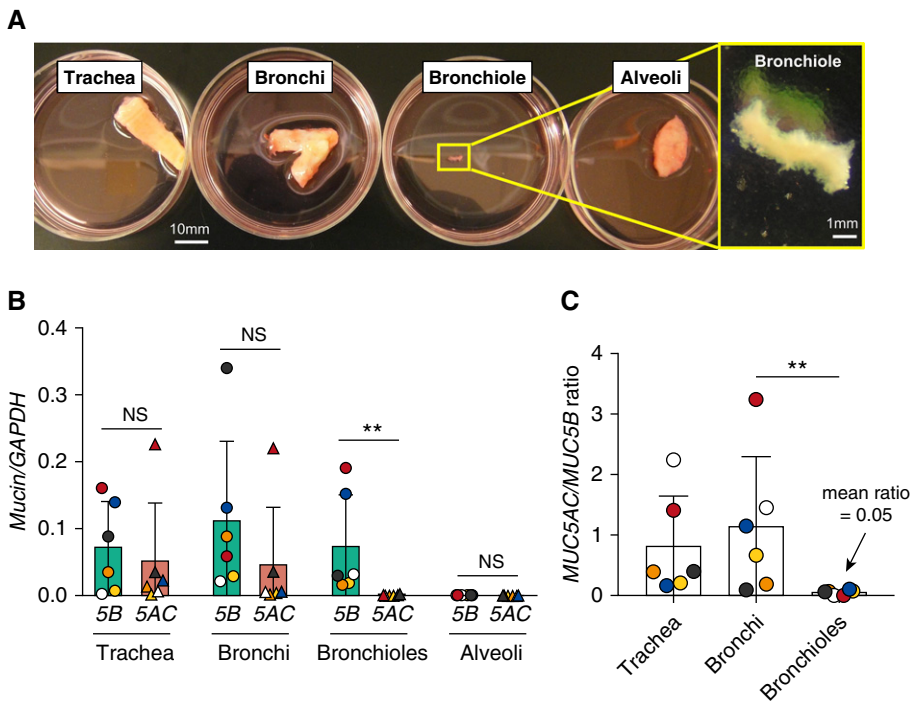 A
Trachea
Bronchi
Bronchiole
Alveoli
Bronchiole
10mm
1mm
B
Mucin/GAPDH
0.4
0.3
0.2
0.1
0.0
NS
NS
**
NS
5B 5AC 5B 5AC 5B 5AC 5B 5AC
Trachea Bronchi Bronchioles Alveoli
C
MUC5AC/MUC5B ratio
4
3
2
1
0
**
mean ratio
= 0.05
Trachea
Bronchi
Bronchioles